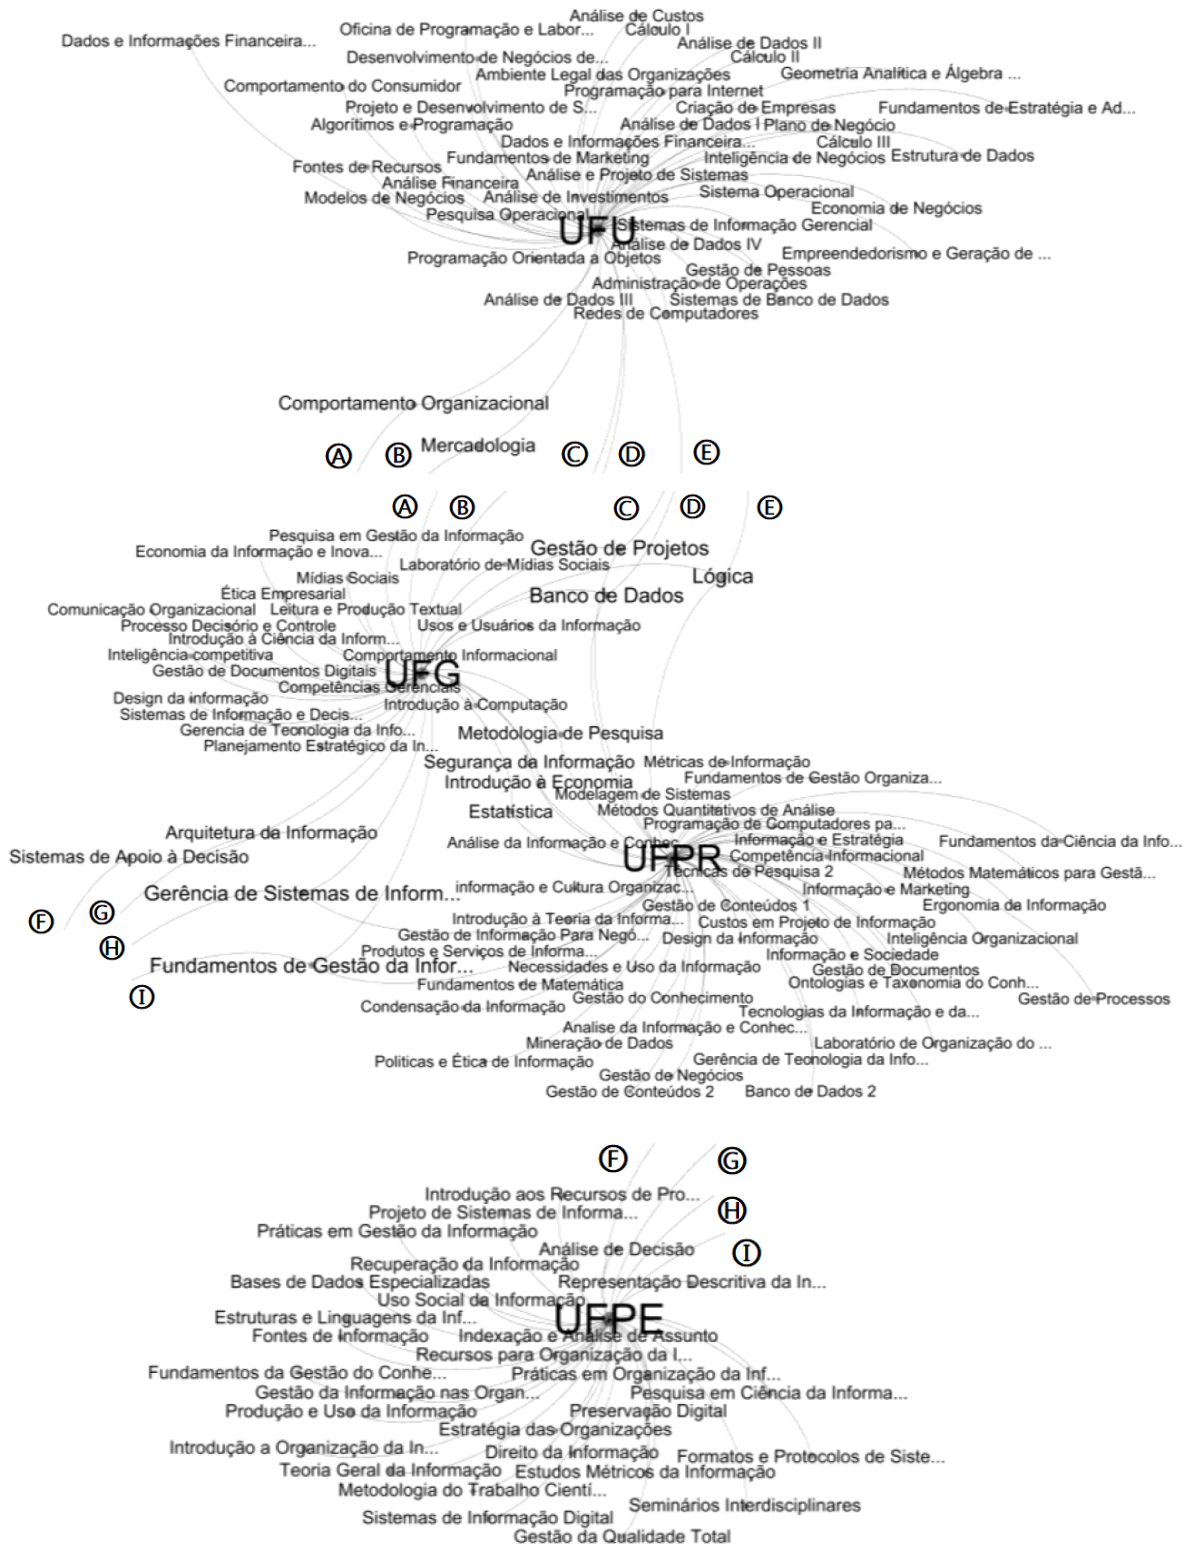 Análise de Custos
Oficina de Programação e Labor...
Cálculo I
Dados e Informações Financeira...
Análise de Dados II
Desenvolvimento de Negócios de...
Cálculo II
Ambiente Legal das Organizações
Geometria Analítica e Álgebra ...
Comportamento do Consumidor
Programação para Internet
Projeto e Desenvolvimento de S...
Criação de Empresas
Fundamentos de Estratégia e Ad...
Algorítimos e Programação
Análise de Dados I
Plano de Negócio
Dados e Informações Financeira...
Cálculo III
Fundamentos de Marketing
Inteligência de Negócios
Estrutura de Dados
Fontes de Recursos
Análise e Projeto de Sistemas
Análise Financeira
Sistema Operacional
Modelos de Negócios
Análise de Investimentos
Economia de Negócios
Pesquisa Operacional
UFU
Sistemas de Informação Gerencial
Análise de Dados IV
Programação Orientada a Objetos
Empreendedorismo e Geração de ...
Gestão de Pessoas
Administração de Operações
Análise de Dados III
Sistemas de Banco de Dados
Redes de Computadores
Comportamento Organizacional
Mercadologia
A B C D E
A B C D E
Pesquisa em Gestão da Informação
Economia da Informação e Inova...
Gestão de Projetos
Laboratório de Mídias Sociais
Mídias Sociais
Lógica
Ética Empresarial
Banco de Dados
Comunicação Organizacional
Leitura e Produção Textual
Processo Decisório e Controle
Usos e Usuários da Informação
Introdução à Ciência da Inform...
Inteligência competitiva
Comportamento Informacional
Gestão de Documentos Digitais
UFG
Competências Gerenciais
Design da informação
Introdução à Computação
Sistemas de Informação e Decis...
Gerencia de Tecnologia da Info...
Metodologia de Pesquisa
Planejamento Estratégico da In...
Segurança da Informação
Métricas de Informação
Introdução à Economia
Fundamentos de Gestão Organiza...
Modelagem de Sistemas
Estatística
Métodos Quantitativos de Análise
Programação de Computadores pa...
Arquitetura da Informação
Análise da Informação e Conhec...
Informação e Estratégia
Fundamentos da Ciência da Info...
Sistemas de Apoio à Decisão
UFPR
Competência Informacional
Técnicas de Pesquisa 2
Métodos Matemáticos para Gestã...
Gerência de Sistemas de Inform...
informação e Cultura Organizac...
Informação e Marketing
Gestão de Conteúdos 1
Ergonomia da Informação
F
G
Introdução à Teoria da Informa...
Custos em Projeto de Informação
Gestão de Informação Para Negó...
Design da Informação
Inteligência Organizacional
H
Produtos e Serviços de Informa...
Informação e Sociedade
Fundamentos de Gestão da Infor...
Necessidades e Uso da Informação
Gestão de Documentos
Fundamentos de Matemática
Ontologias e Taxonomia do Conh...
I
Gestão do Conhecimento
Gestão de Processos
Condensação da Informação
Tecnologias da Informação e da...
Analise da Informação e Conhec...
Mineração de Dados
Laboratório de Organização do ...
Politicas e Ética de Informação
Gerência de Tecnologia da Info...
Gestão de Negócios
Gestão de Conteúdos 2
Banco de Dados 2
F
G
Introdução aos Recursos de Pro...
Projeto de Sistemas de Informa...
H
Práticas em Gestão da Informação
Análise de Decisão
I
Recuperação da Informação
Bases de Dados Especializadas
Representação Descritiva da In...
Uso Social da Informação
Estruturas e Linguagens da Inf...
UFPE
Fontes de Informação
Indexação e Análise de Assunto
Recursos para Organização da I...
Fundamentos da Gestão do Conhe...
Práticas em Organização da Inf...
Gestão da Informação nas Organ...
Pesquisa em Ciência da Informa...
Produção e Uso da Informação
Preservação Digital
Estratégia das Organizações
Introdução a Organização da In...
Direito da Informação
Formatos e Protocolos de Siste...
Teoria Geral da Informação
Estudos Métricos da Informação
Metodologia do Trabalho Cientí...
Seminários Interdisciplinares
Sistemas de Informação Digital
Gestão da Qualidade Total